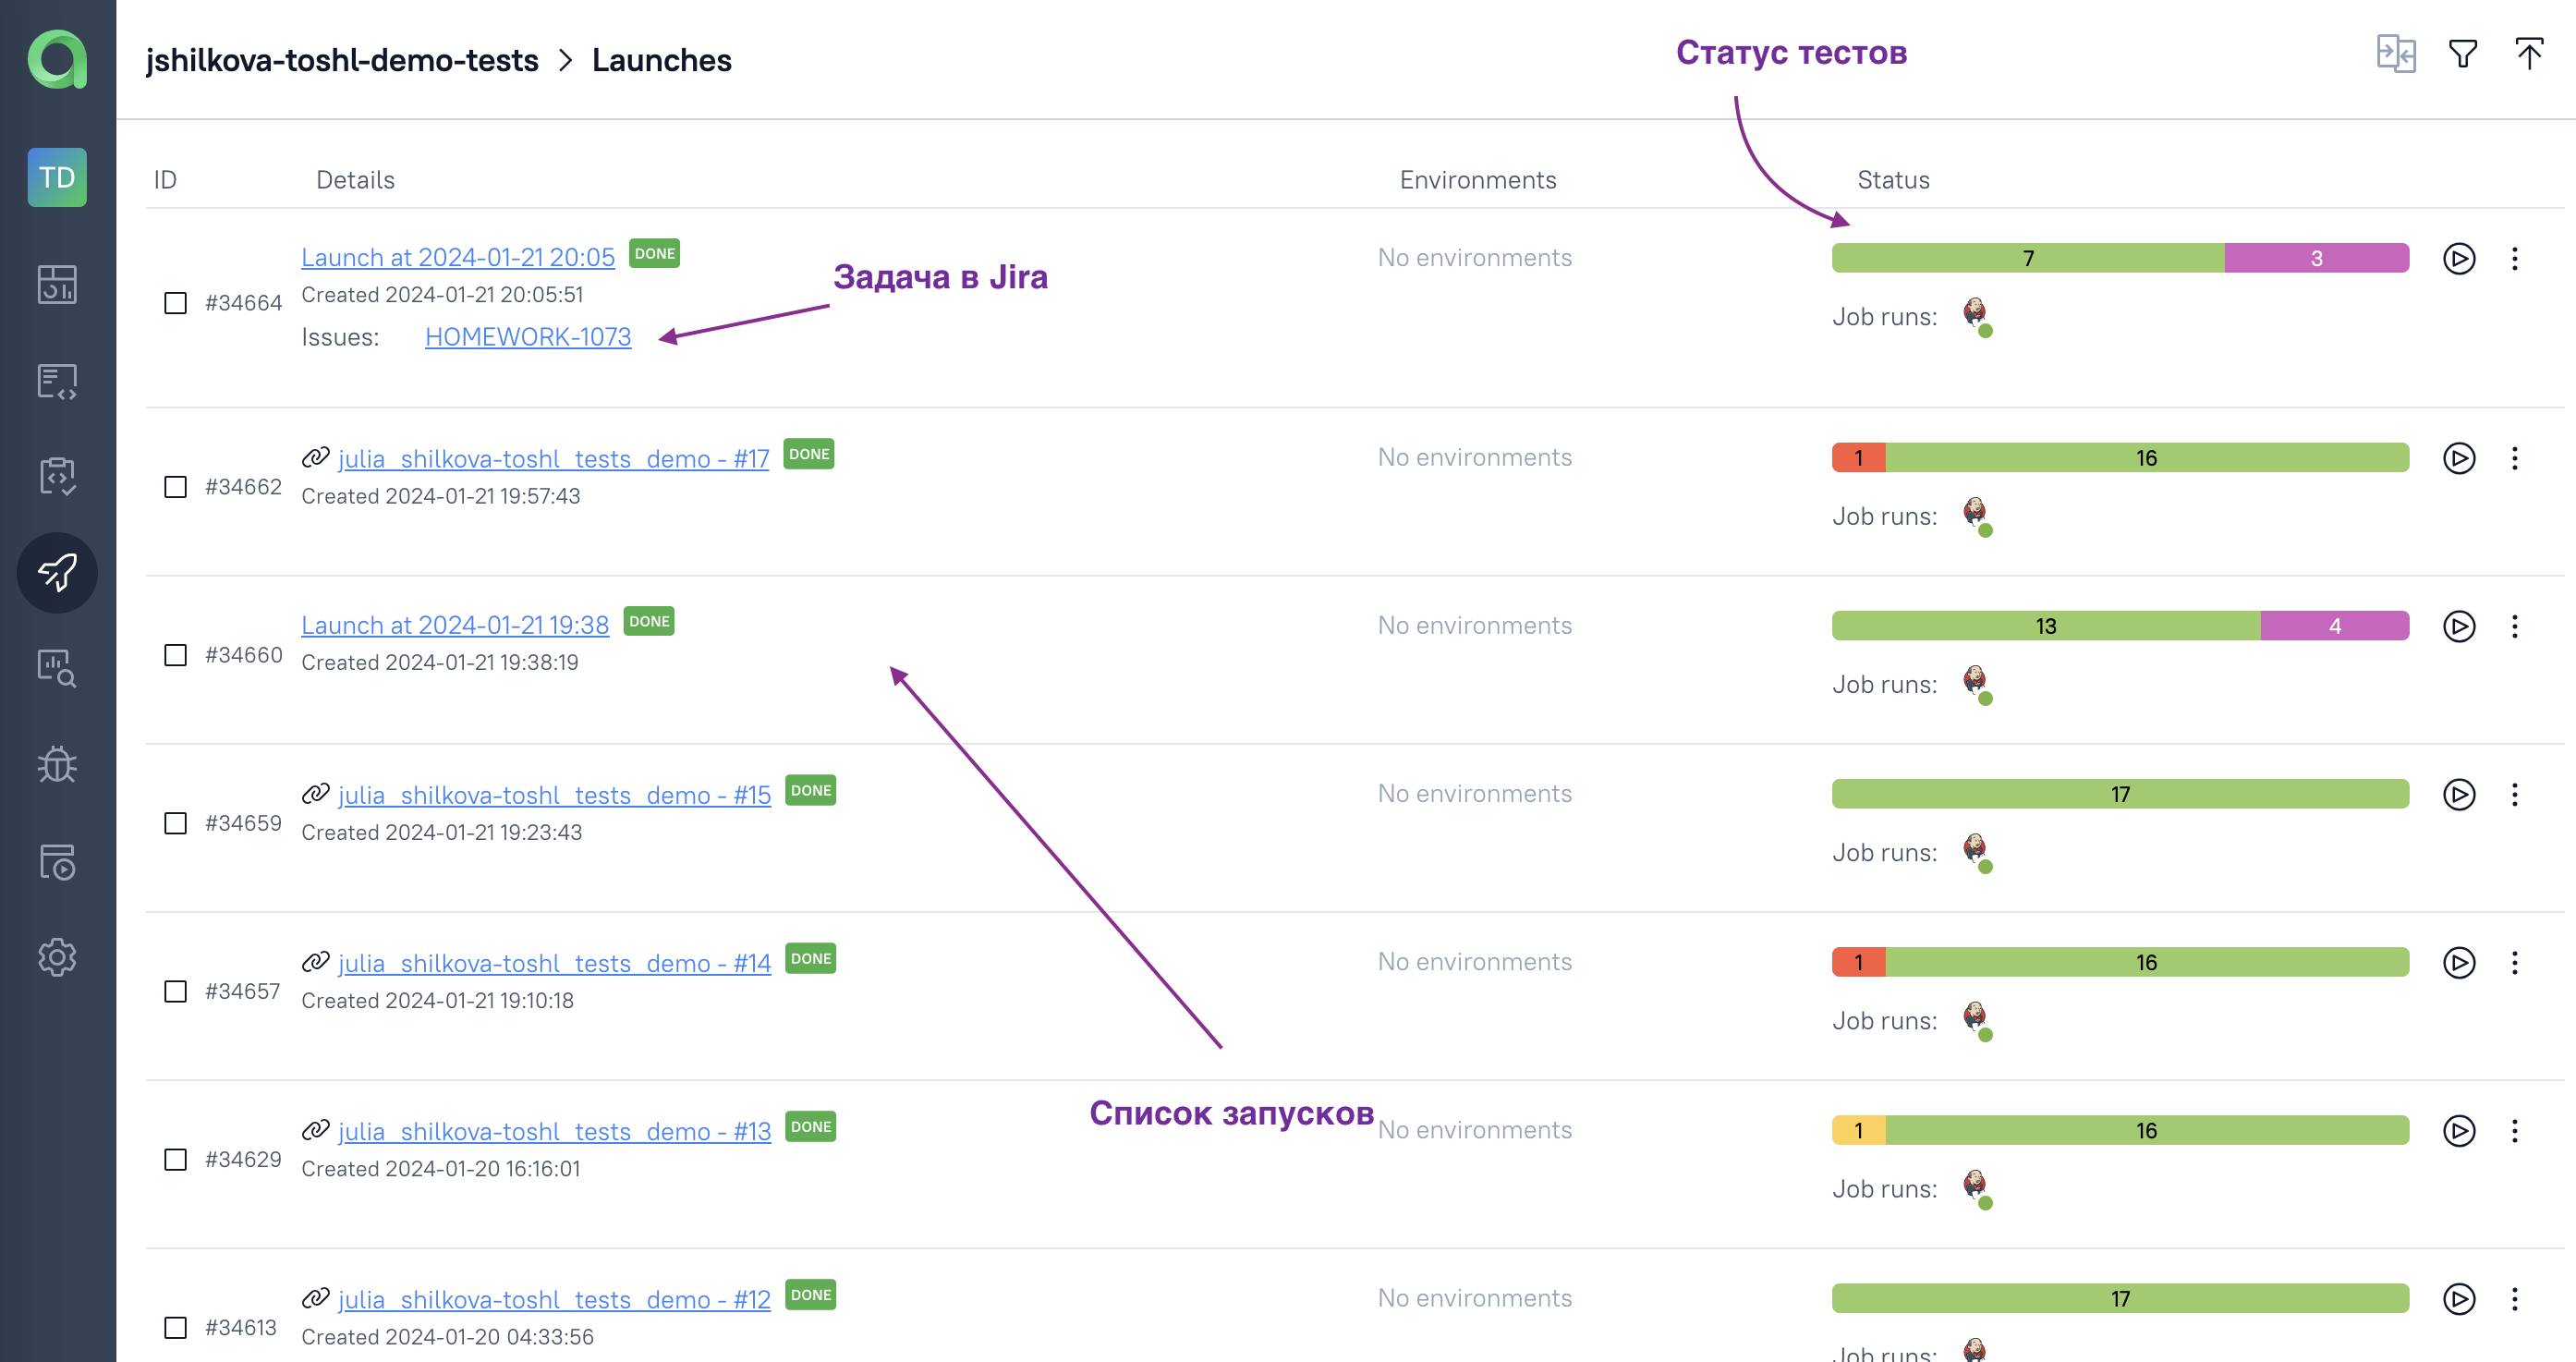 jshilkova-toshl-demo-tests > Launches
Статус тестов
TD
ID Details Environments Status
Launch at 2024-01-21 20:05 DONE No environments 7 3
Задача в Jira
#34664 Created 2024-01-21 20:05:51
Job runs:
Issues: HOMEWORK-1073
julia_shilkova-toshl_tests_demo - #17 DONE No environments 1 16
#34662 Created 2024-01-21 19:57:43
Job runs:
Launch at 2024-01-21 19:38 DONE No environments 13 4
#34660 Created 2024-01-21 19:38:19
Job runs:
julia_shilkova-toshl_tests_demo - #15 DONE No environments 17
#34659 Created 2024-01-21 19:23:43
Job runs:
julia_shilkova-toshl_tests_demo - #14 DONE No environments 1 16
#34657 Created 2024-01-21 19:10:18
Job runs:
Список запусков
julia_shilkova-toshl_tests_demo - #13 DONE No environments 1 16
#34629 Created 2024-01-20 16:16:01
Job runs:
julia_shilkova-toshl_tests_demo - #12 DONE No environments 17
#34613 Created 2024-01-20 04:33:56
Job runs: